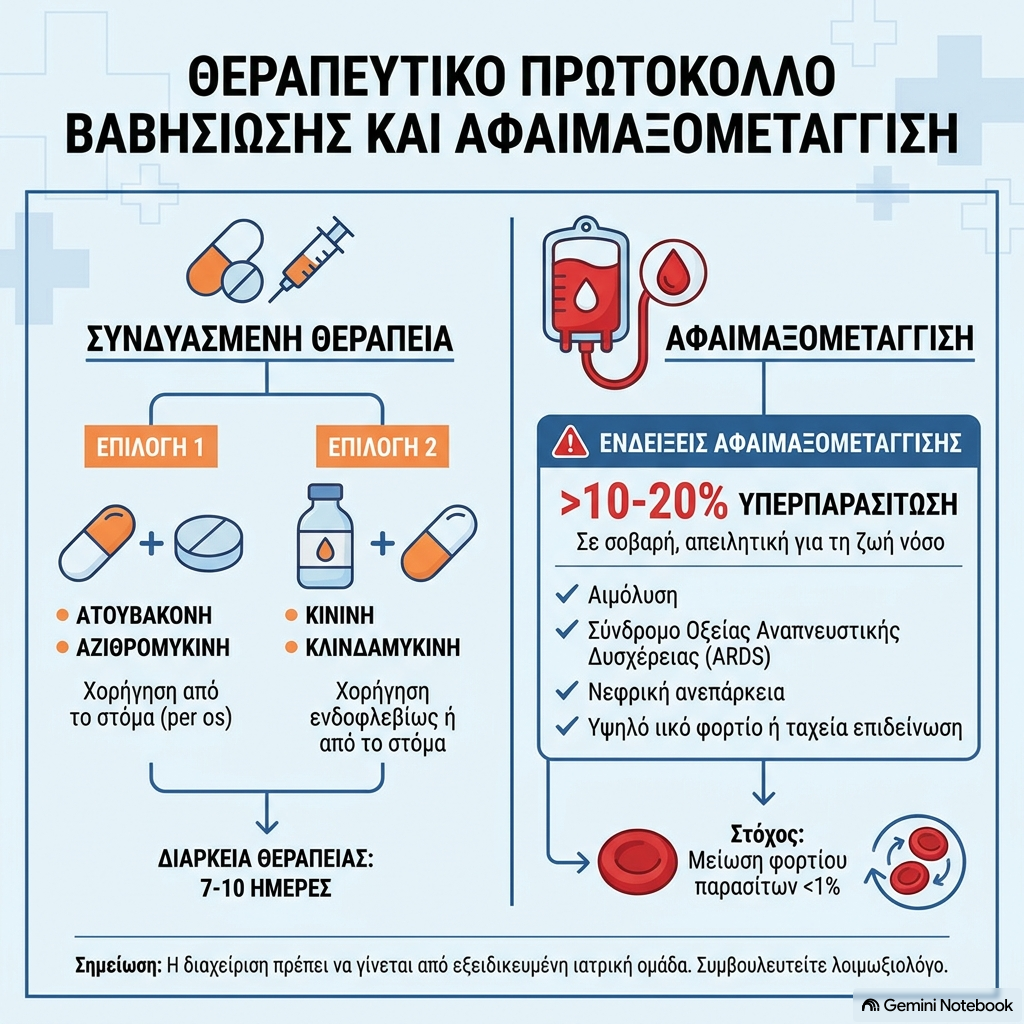 ΘΕΡΑΠΕΥΤΙΚΟ ΠΡΩΤΟΚΟΛΛΟ
ΒΑΒΗΣΙΩΣΗΣ ΚΑΙ ΑΦΑΙΜΑΞΟΜΕΤΑΓΓΙΣΗ
ΣΥΝΔΥΑΣΜΕΝΗ ΘΕΡΑΠΕΙΑ
ΕΠΙΛΟΓΗ 1
ΕΠΙΛΟΓΗ 2
ΑΤΟΥΒΑΚΟΝΗ
ΑΖΙΘΡΟΜΥΚΙΝΗ
Χορήγηση από
το στόμα (per os)
ΚΙΝΙΝΗ
ΚΛΙΝΔΑΜΥΚΙΝΗ
Χορήγηση
ενδοφλεβίως ή
από το στόμα
ΔΙΑΡΚΕΙΑ ΘΕΡΑΠΕΙΑΣ:
7-10 ΗΜΕΡΕΣ
ΑΦΑΙΜΑΞΟΜΕΤΑΓΓΙΣΗ
ΕΝΔΕΙΞΕΙΣ ΑΦΑΙΜΑΞΟΜΕΤΑΓΓΙΣΗΣ
>10-20% ΥΠΕΡΠΑΡΑΣΙΤΩΣΗ
Σε σοβαρή, απειλητική για τη ζωή νόσο
Αιμόλυση
Σύνδρομο Οξείας Αναπνευστικής
Δυσχέρειας (ARDS)
Νεφρική ανεπάρκεια
Υψηλό ιικό φορτίο ή ταχεία επιδείνωση
Στόχος:
Μείωση φορτίου
παρασίτων <1%
Σημείωση: Η διαχείριση πρέπει να γίνεται από εξειδικευμένη ιατρική ομάδα. Συμβουλευτείτε λοιμωξιολόγο.
Gemini Notebook